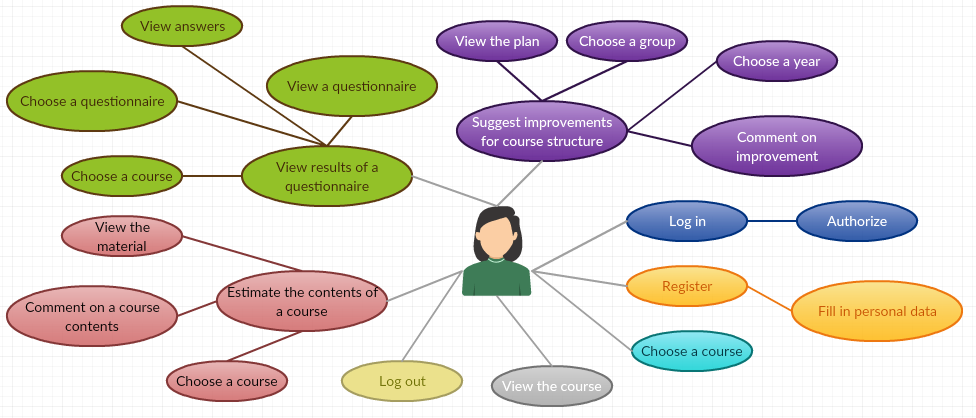 View answers
View the plan
Choose a group
Choose a year
View a questionnaire
Choose a questionnaire
Suggest improvements
for course structure
Comment on
improvement
Choose a course
View results of a
questionnaire
View the
material
Log in
Authorize
Estimate the contents of
a course
Register
Comment on a course
contents
Fill in personal data
Choose a course
Choose a course
Log out
View the course